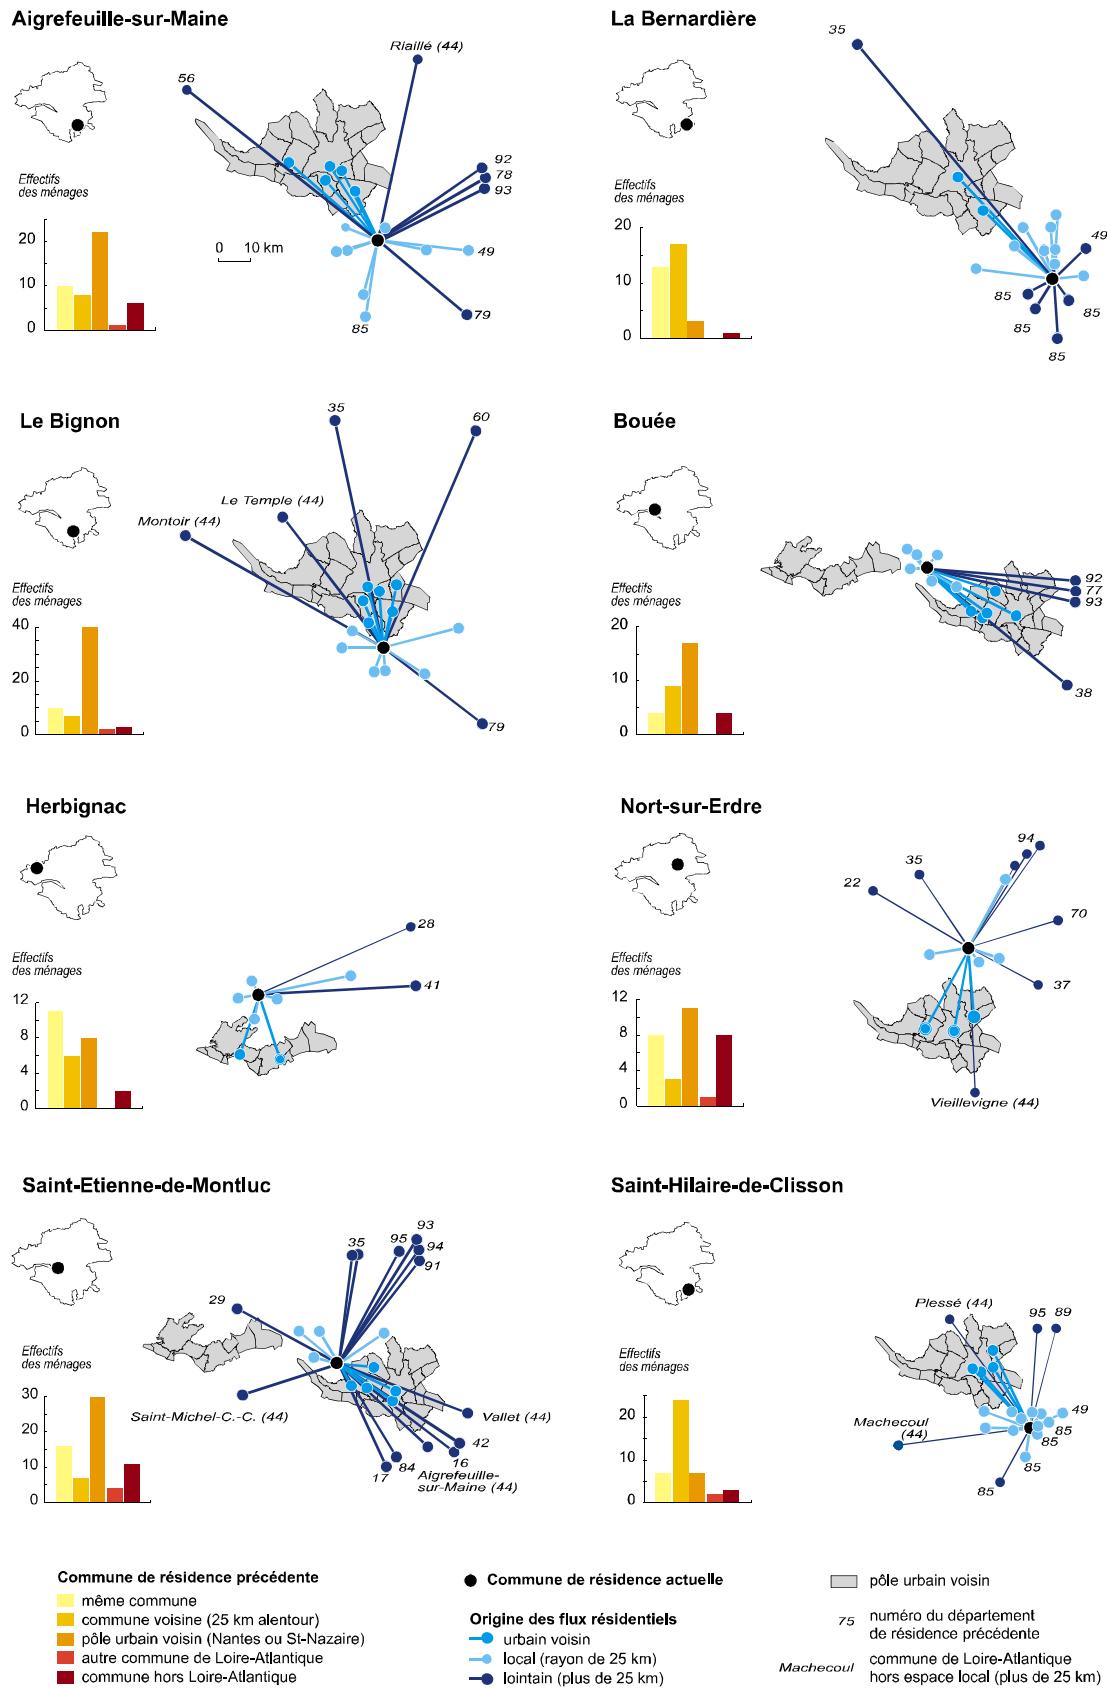 Aigrefeuille-sur-Maine
Riaillé (44)
56
92
78
93
Effectifs
des ménages
20
10
0
0 10 km
49
79
85
La Bernardière
35
Effectifs
des ménages
20
10
0
49
85
85
85
85
Le Bignon
35
60
Le Temple (44)
Montoir (44)
Effectifs
des ménages
40
20
0
79
Bouée
Effectifs
des ménages
20
10
0
92
77
93
38
Herbignac
28
41
Effectifs
des ménages
12
8
4
0
Nort-sur-Erdre
94
35
22
70
37
Effectifs
des ménages
12
8
4
0
Vieillevigne (44)
Saint-Etienne-de-Montluc
93
35
95
94
91
29
Effectifs
des ménages
30
20
10
0
Saint-Michel-C.-C. (44)
Vallet (44)
42
16
84
17
Aigrefeuille-
sur-Maine (44)
Saint-Hilaire-de-Clisson
Plessé (44)
95
89
Effectifs
des ménages
20
10
0
Machecoul
(44)
49
85
85
85
85
Commune de résidence précédente
même commune
commune voisine (25 km alentour)
pôle urbain voisin (Nantes ou St-Nazaire)
autre commune de Loire-Atlantique
commune hors Loire-Atlantique
Commune de résidence actuelle
Origine des flux résidentiels
urbain voisin
local (rayon de 25 km)
lointain (plus de 25 km)
pôle urbain voisin
75 numéro du département
de résidence précédente
Machecoul commune de Loire-Atlantique
hors espace local (plus de 25 km)